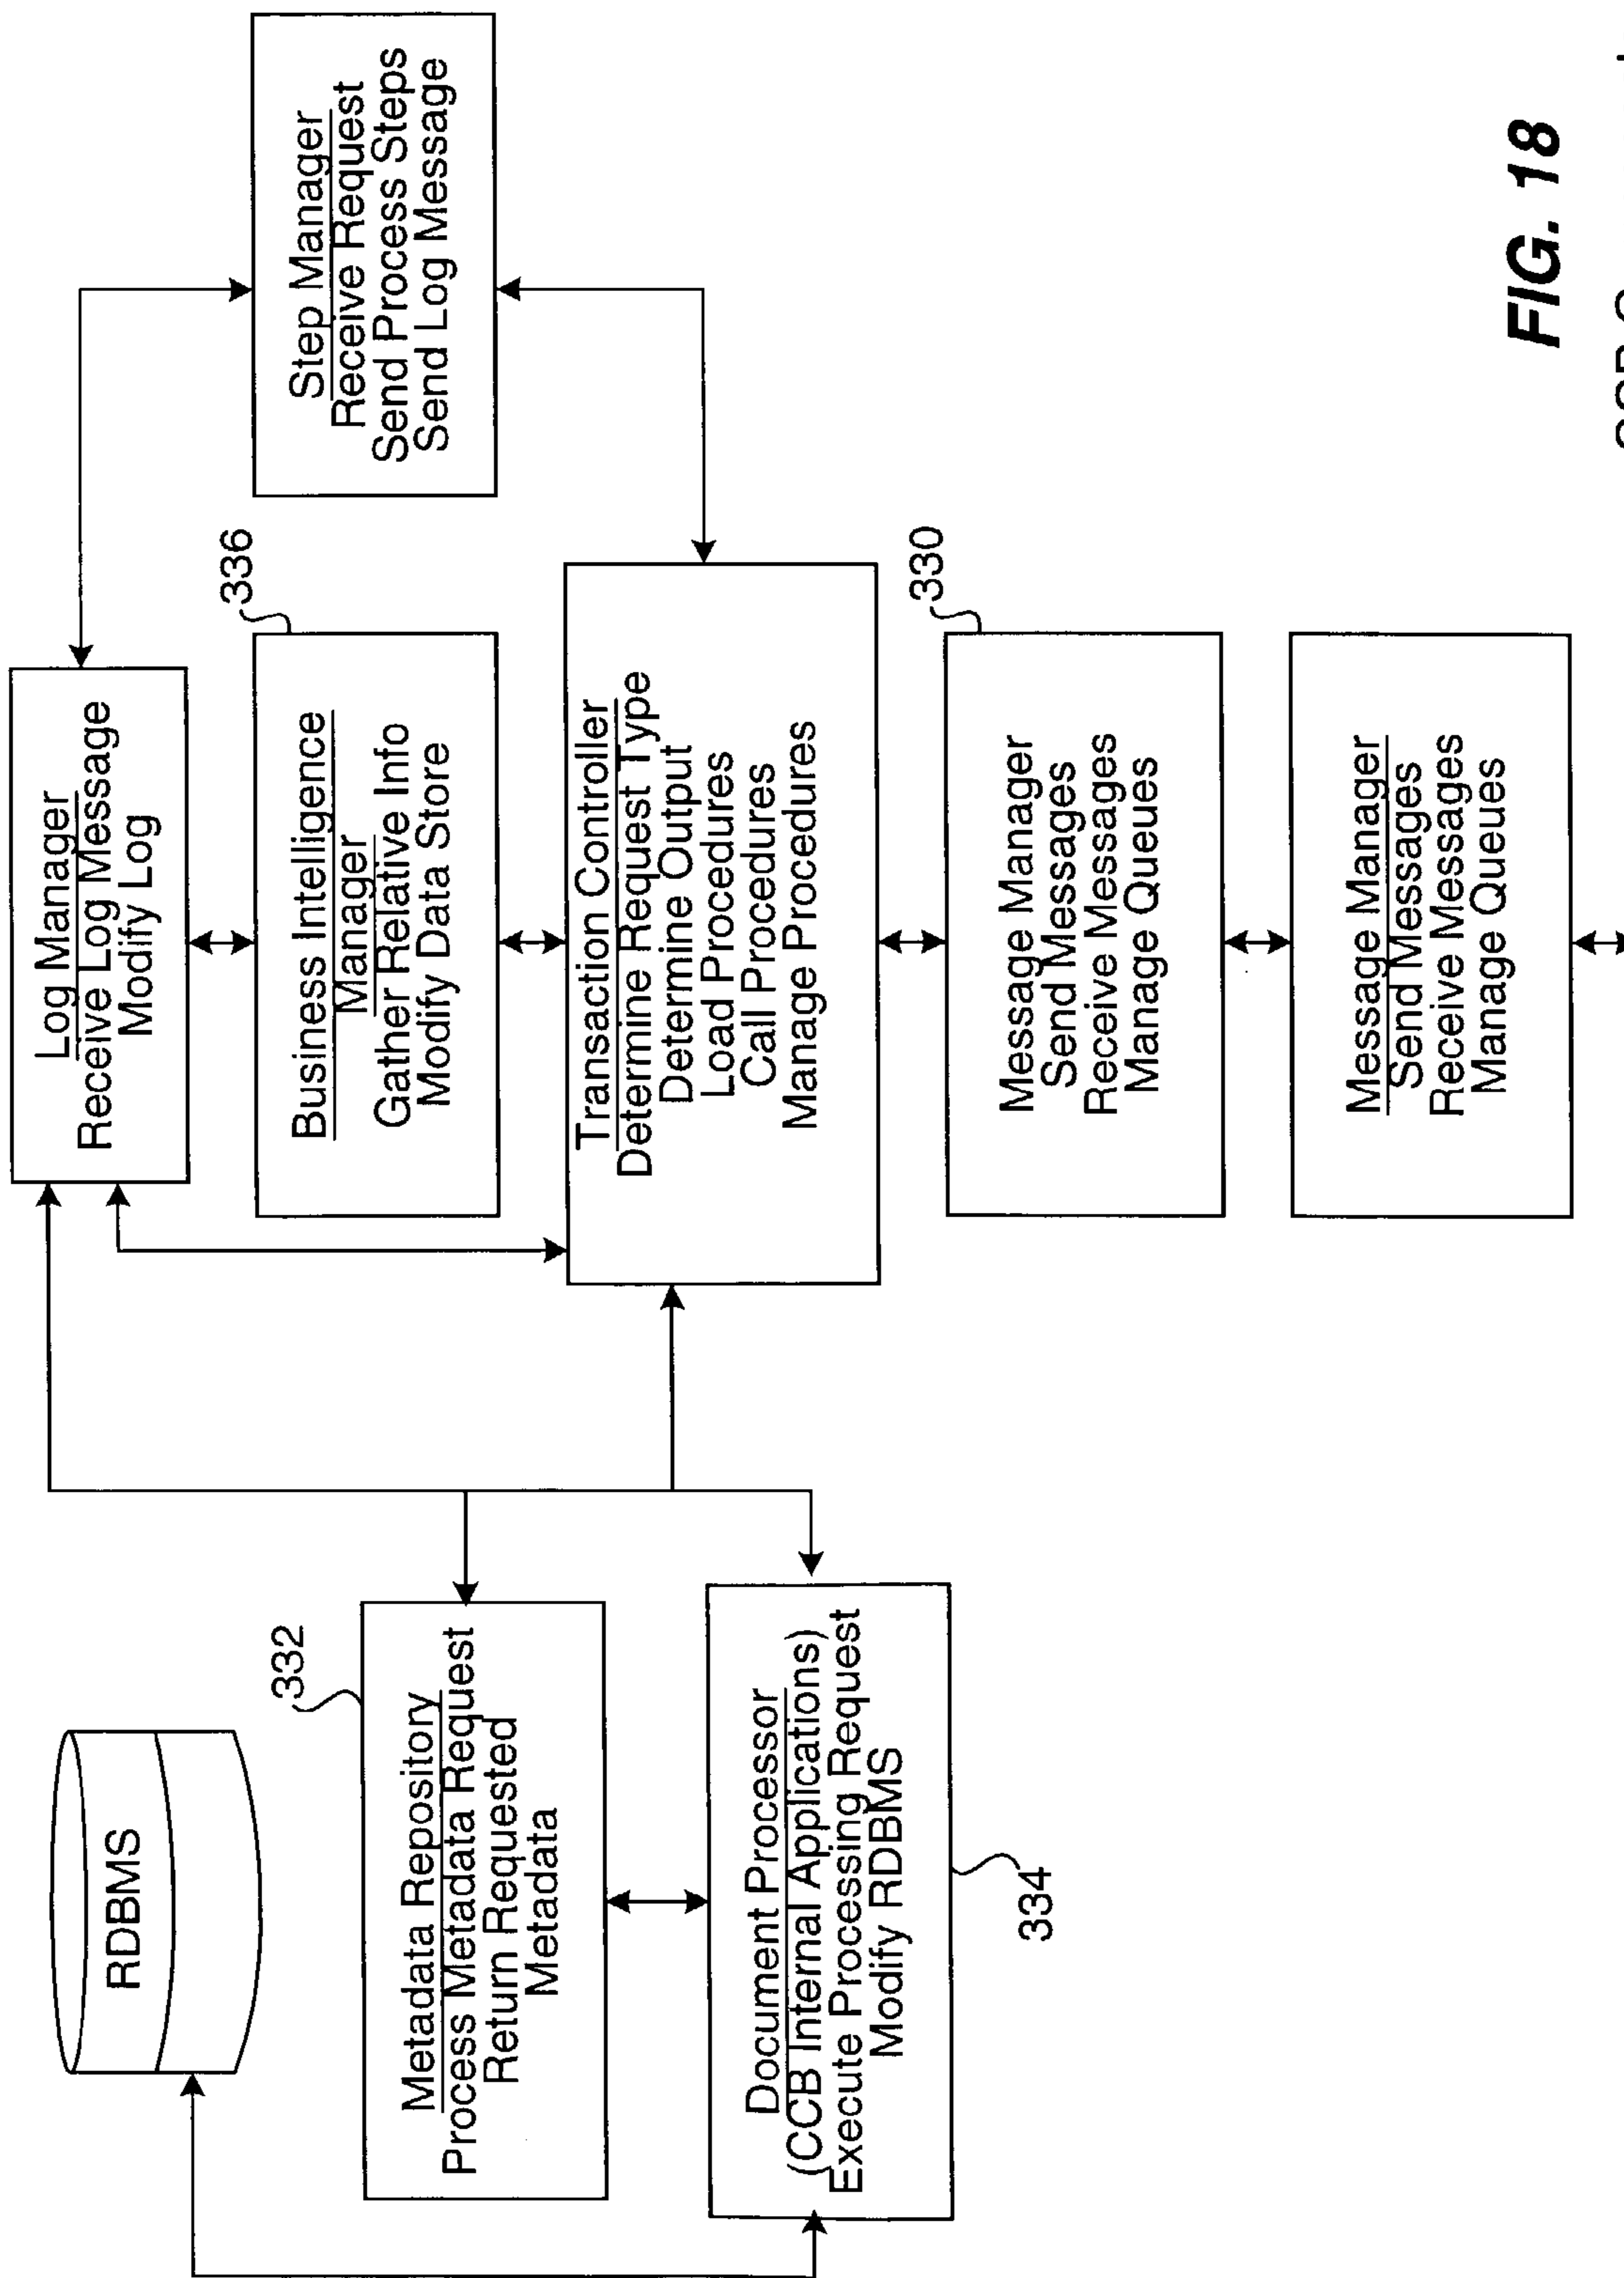 RDBMS
332
Metadata Repository
Process Metadata Request
Return Requested
Metadata
Document Processor
(CCB Internal Applications)
Execute Processing Request
Modify RDBMS
334
Log Manager
Receive Log Message
Modify Log
336
Business Intelligence
Manager
Gather Relative Info
Modify Data Store
Transaction Controller
Determine Request Type
Determine Output
Load Procedures
Call Procedures
Manage Procedures
330
Message Manager
Send Messages
Receive Messages
Manage Queues
Message Manager
Send Messages
Receive Messages
Manage Queues
Step Manager
Receive Request
Send Process Steps
Send Log Message
FIG. 18